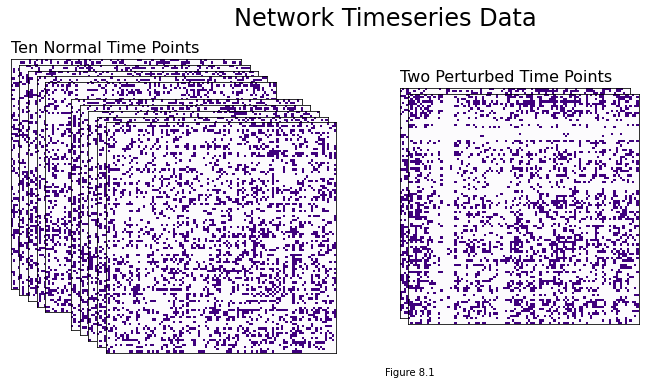 Network Timeseries Data
Ten Normal Time Points
Two Perturbed Time Points
Figure 8.1